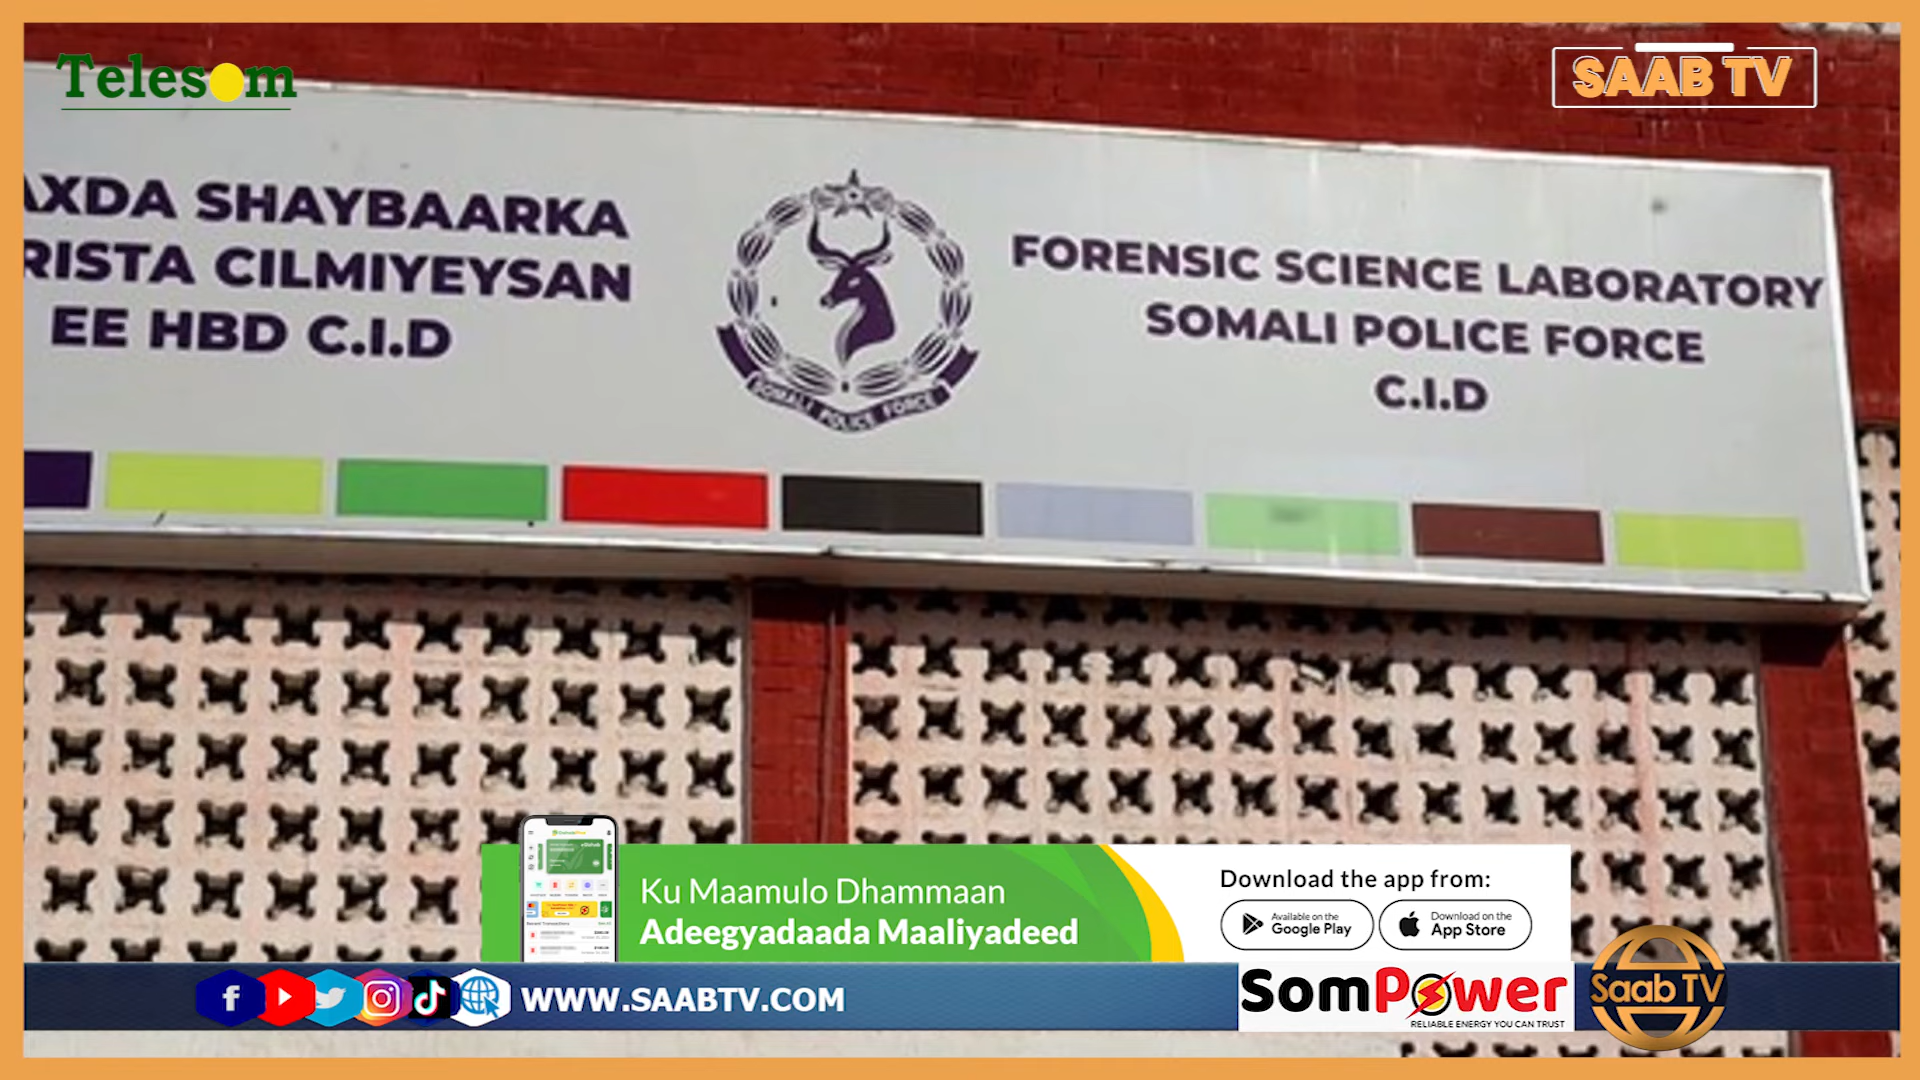 Telesom
SAAB TV
AXDA SHAYBAARKA
RISTA CILMIYEYSAN
EE HBD C.I.D
SOMALI POLICE FORCE
FORENSIC SCIENCE LABORATORY
SOMALI POLICE FORCE
C.I.D
Ku Maamulo Dhammaan
Adeegyadaada Maaliyadeed
Download the app from:
Available on the
Google Play
Download on the
App Store
WWW.SAABTV.COM
SomPower
RELIABLE ENERGY YOU CAN TRUST
Saab TV